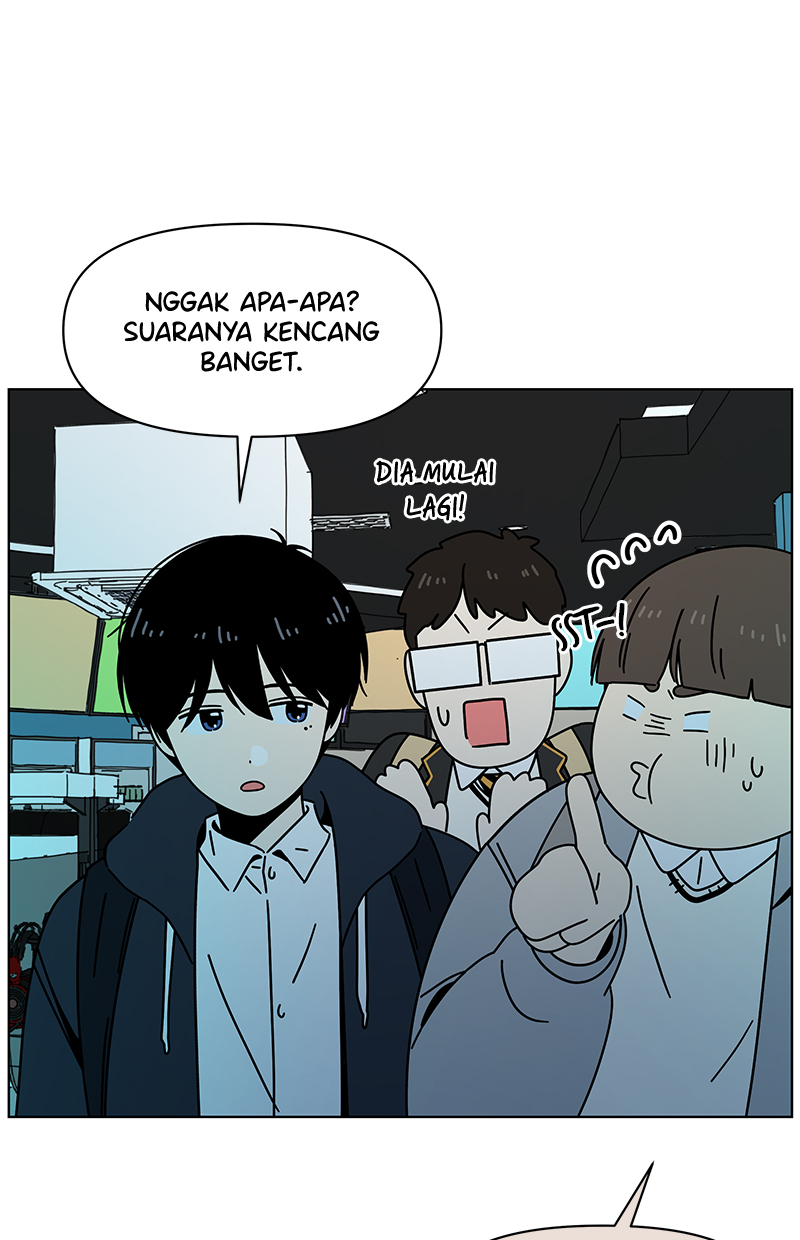 NGGAK APA-APA?
SUARANYA KENCANG
BANGET.
DIA MULAI
LAGI!
SST-!